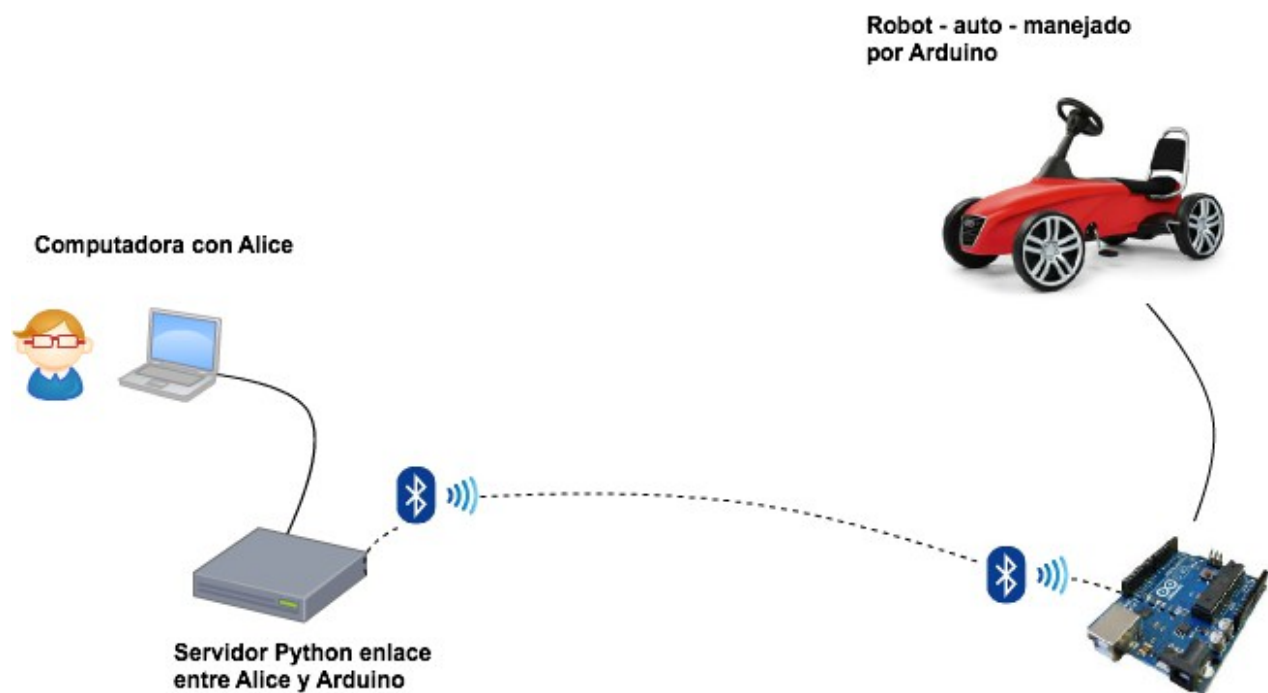 Robot - auto - manejado
por Arduino
Computadora con Alice
Servidor Python enlace
entre Alice y Arduino